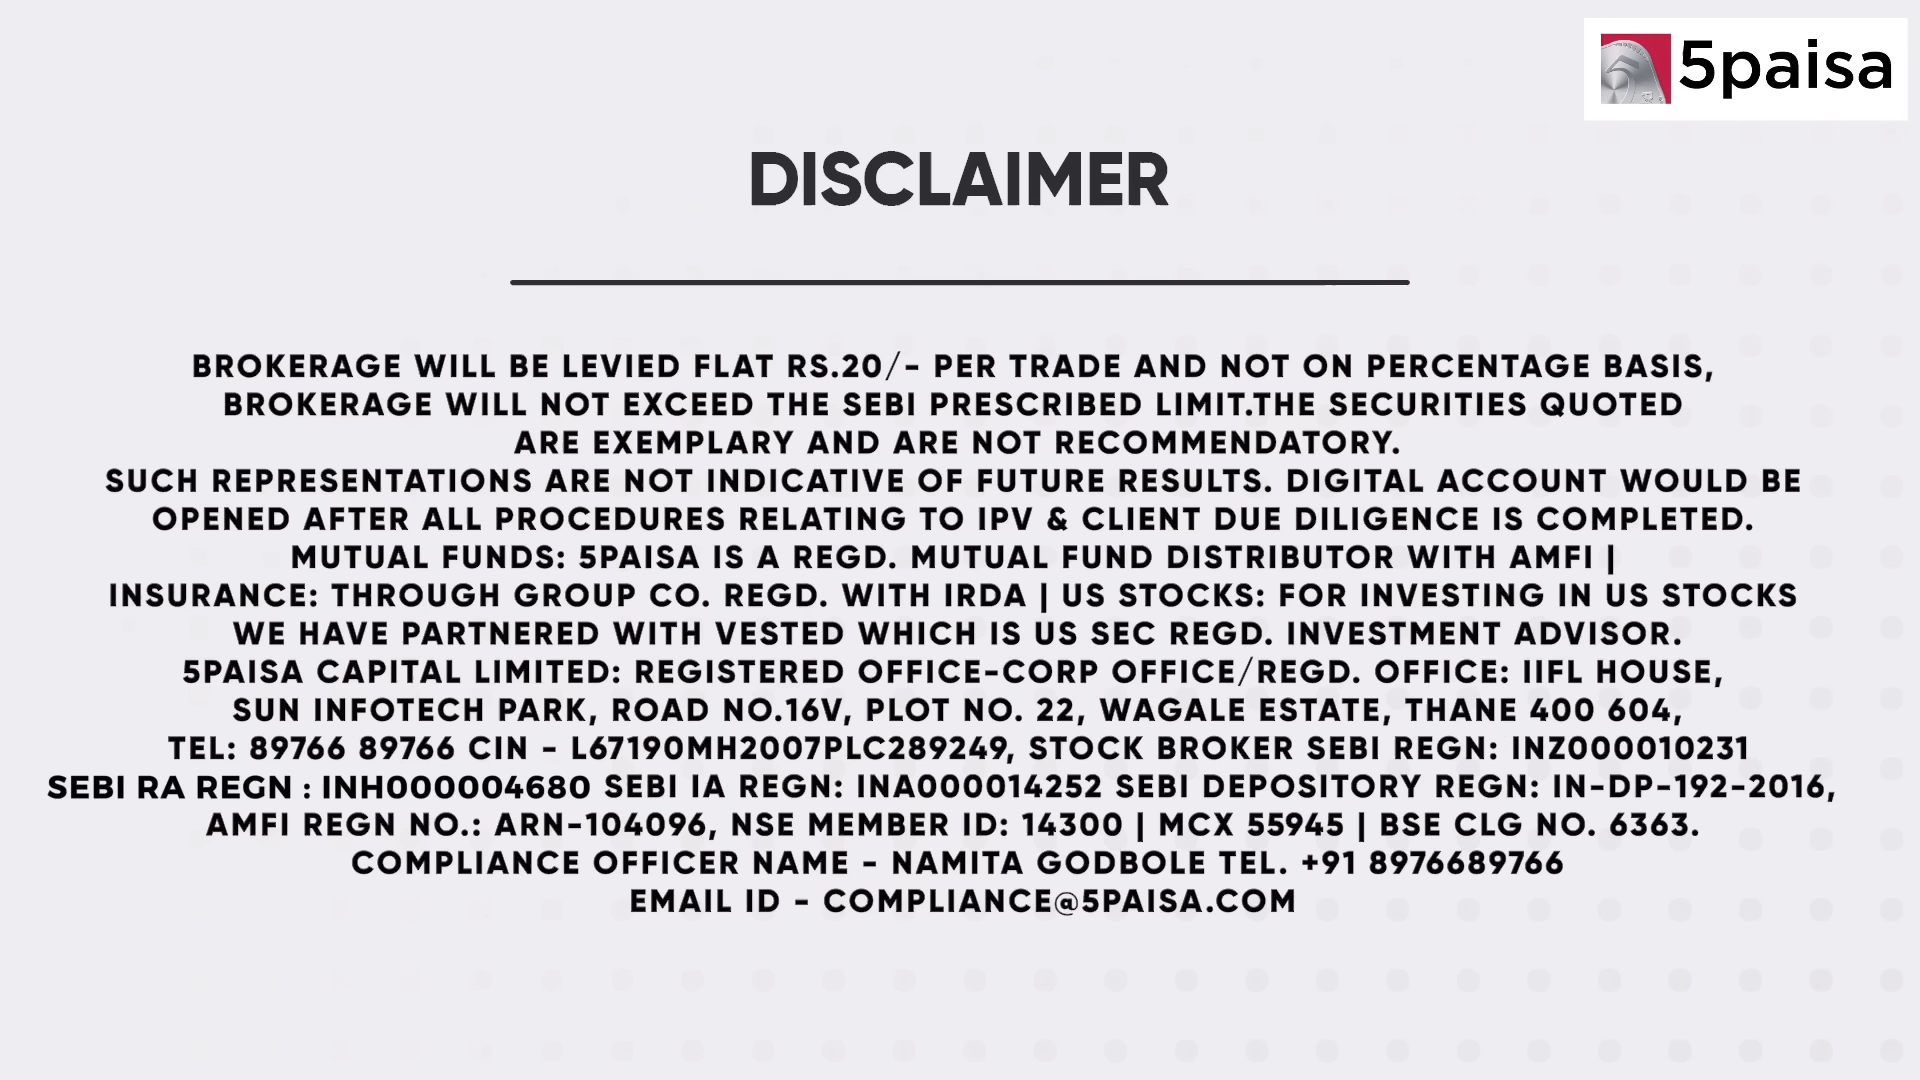 5paisa
DISCLAIMER
BROKERAGE WILL BE LEVIED FLAT RS.20/- PER TRADE AND NOT ON PERCENTAGE BASIS,
BROKERAGE WILL NOT EXCEED THE SEBI PRESCRIBED LIMIT.THE SECURITIES QUOTED
ARE EXEMPLARY AND ARE NOT RECOMMENDATORY.
SUCH REPRESENTATIONS ARE NOT INDICATIVE OF FUTURE RESULTS. DIGITAL ACCOUNT WOULD BE
OPENED AFTER ALL PROCEDURES RELATING TO IPV & CLIENT DUE DILIGENCE IS COMPLETED.
MUTUAL FUNDS: 5PAISA IS A REGD. MUTUAL FUND DISTRIBUTOR WITH AMFI |
INSURANCE: THROUGH GROUP CO. REGD. WITH IRDA | US STOCKS: FOR INVESTING IN US STOCKS
WE HAVE PARTNERED WITH VESTED WHICH IS US SEC REGD. INVESTMENT ADVISOR.
5PAISA CAPITAL LIMITED: REGISTERED OFFICE-CORP OFFICE/REGD. OFFICE: IIFL HOUSE,
SUN INFOTECH PARK, ROAD NO.16V, PLOT NO. 22, WAGALE ESTATE, THANE 400 604,
TEL: 89766 89766 CIN - L67190MH2007PLC289249, STOCK BROKER SEBI REGN: INZ000010231
SEBI RA REGN : INH000004680 SEBI IA REGN: INA000014252 SEBI DEPOSITORY REGN: IN-DP-192-2016,
AMFI REGN NO.: ARN-104096, NSE MEMBER ID: 14300 | MCX 55945 | BSE CLG NO. 6363.
COMPLIANCE OFFICER NAME - NAMITA GODBOLE TEL. +91 8976689766
EMAIL ID - COMPLIANCE@5PAISA.COM